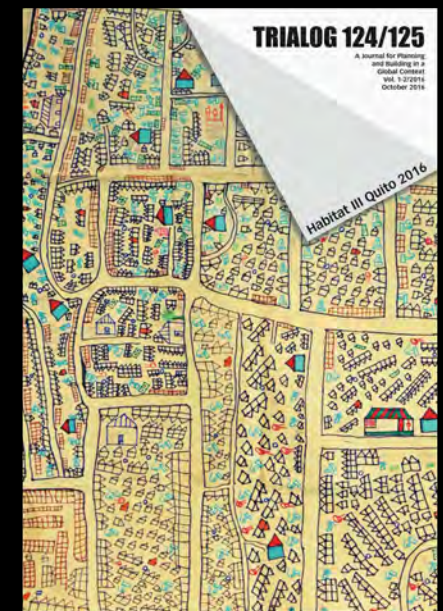 TRIALOG 124/125
A Journal for Planning
and Building in a
Global Context
Vol. 1-2/2016
October 2016
Habitat III Quito 2016